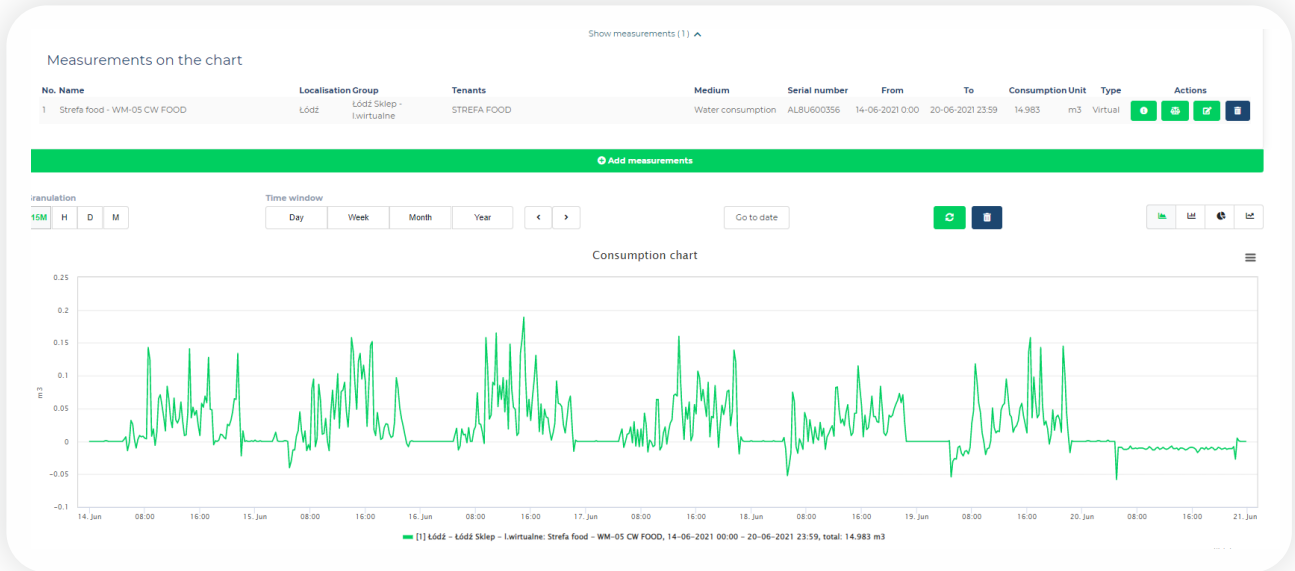 Show measurements (1)
Measurements on the chart
No. Name Localisation Group Tenants Medium Serial number From To Consumption Unit Type Actions
1 Strefa food - WM-05 CW FOOD Łódź Łódź Sklep - STREFA FOOD Water consumption AL8U600356 14-06-2021 0:00 20-06-2021 23:59 14.983 m3 Virtual
l.wirtualne
Add measurements
Granulation Time window
15M H D M Day Week Month Year Go to date
Consumption chart
0.25
0.2
0.15
0.1
0.05
0
-0.05
-0.1
m3
14. Jun 08:00 16:00 15. Jun 08:00 16:00 16. Jun 08:00 16:00 17. Jun 08:00 16:00 18. Jun 08:00 16:00 19. Jun 08:00 16:00 20. Jun 08:00 16:00 21. Jun
[1] Łódź - Łódź Sklep - l.wirtualne: Strefa food - WM-05 CW FOOD, 14-06-2021 00:00 - 20-06-2021 23:59, total: 14.983 m3